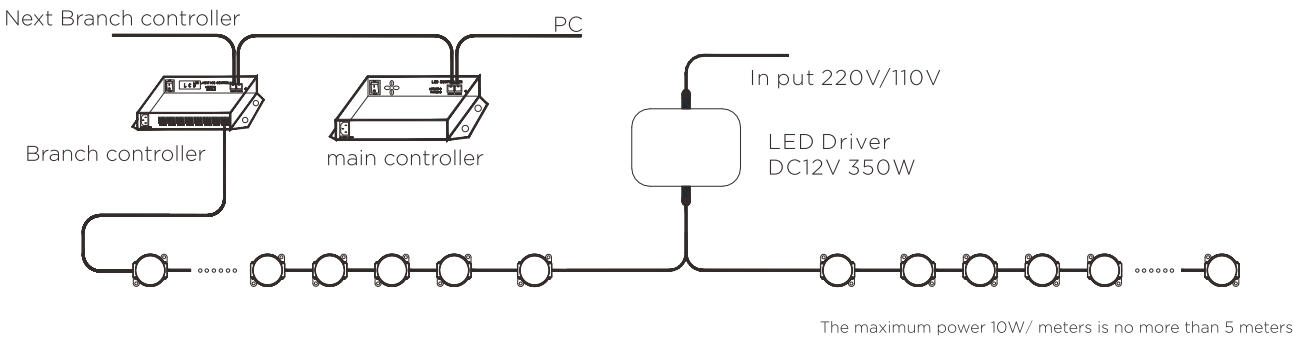 Next Branch controller
PC
In put 220V/110V
Branch controller
main controller
LED Driver
DC12V 350W
The maximum power 10W/ meters is no more than 5 meters